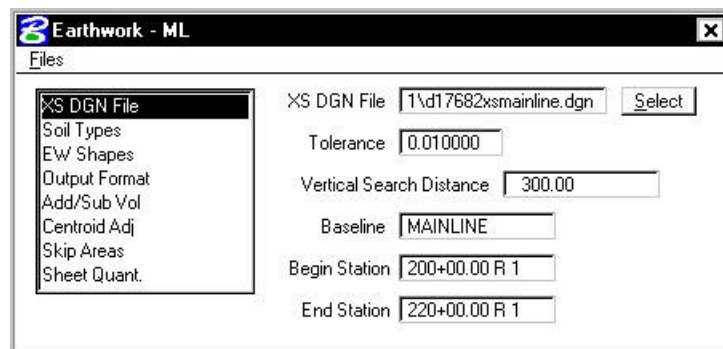 Earthwork - ML
Files
XS DGN File
Soil Types
EW Shapes
Output Format
Add/Sub Vol
Centroid Adj
Skip Areas
Sheet Quant.
XS DGN File 1\d17682xsmainline.dgn Select
Tolerance 0.010000
Vertical Search Distance 300.00
Baseline MAINLINE
Begin Station 200+00.00 R 1
End Station 220+00.00 R 1